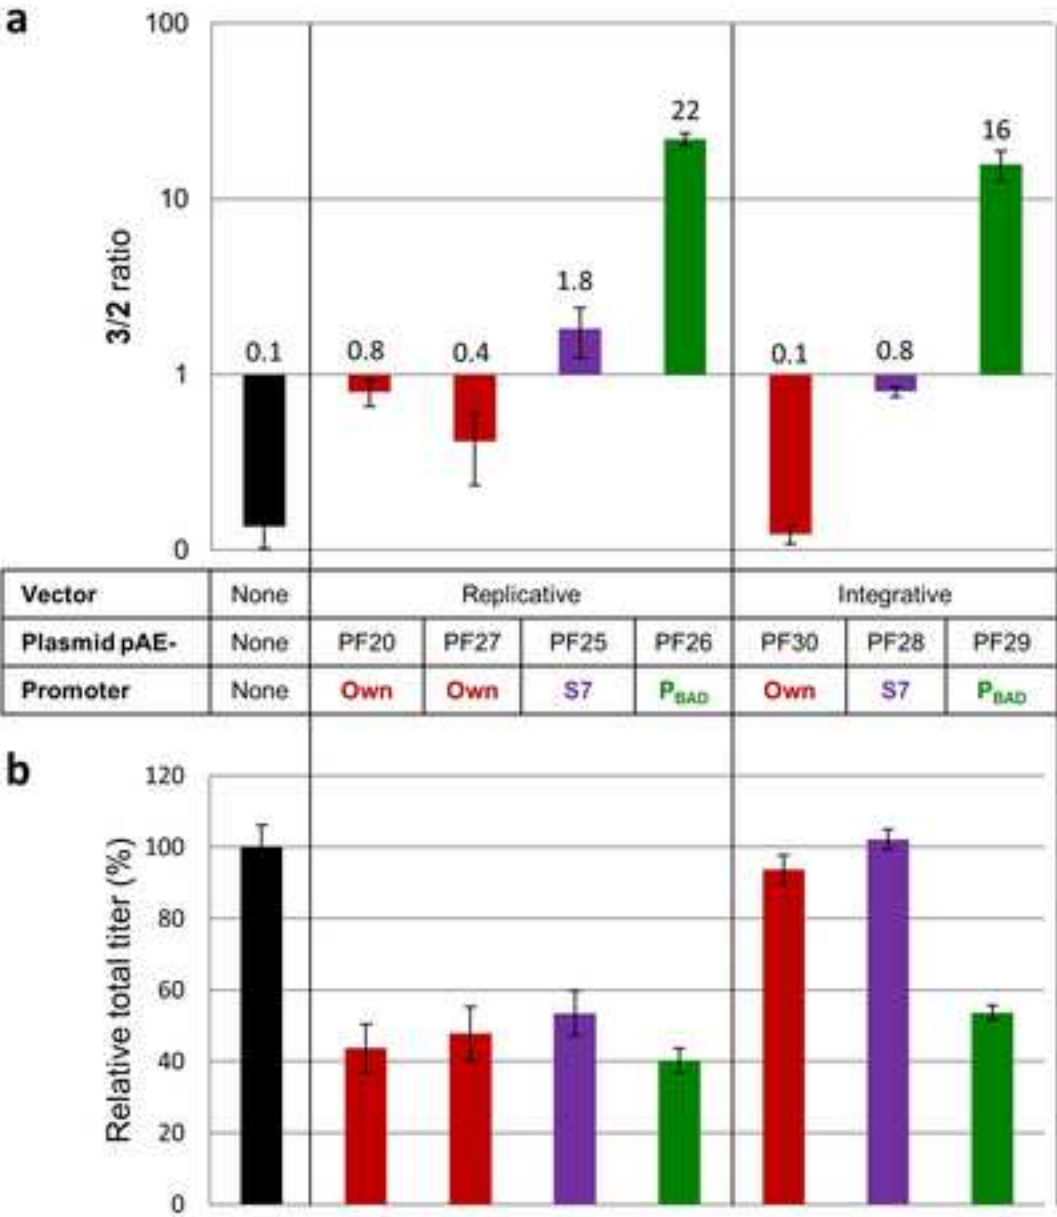 a
100
10
1
0
3/2 ratio
0.1
0.8
0.4
1.8
22
0.1
0.8
16
Vector None Replicative Integrative
Plasmid pAE- None PF20 PF27 PF25 PF26 PF30 PF28 PF29
Promoter None Own Own S7 PBAD Own S7 PBAD
b
120
100
80
60
40
20
0
Relative total titer (%)